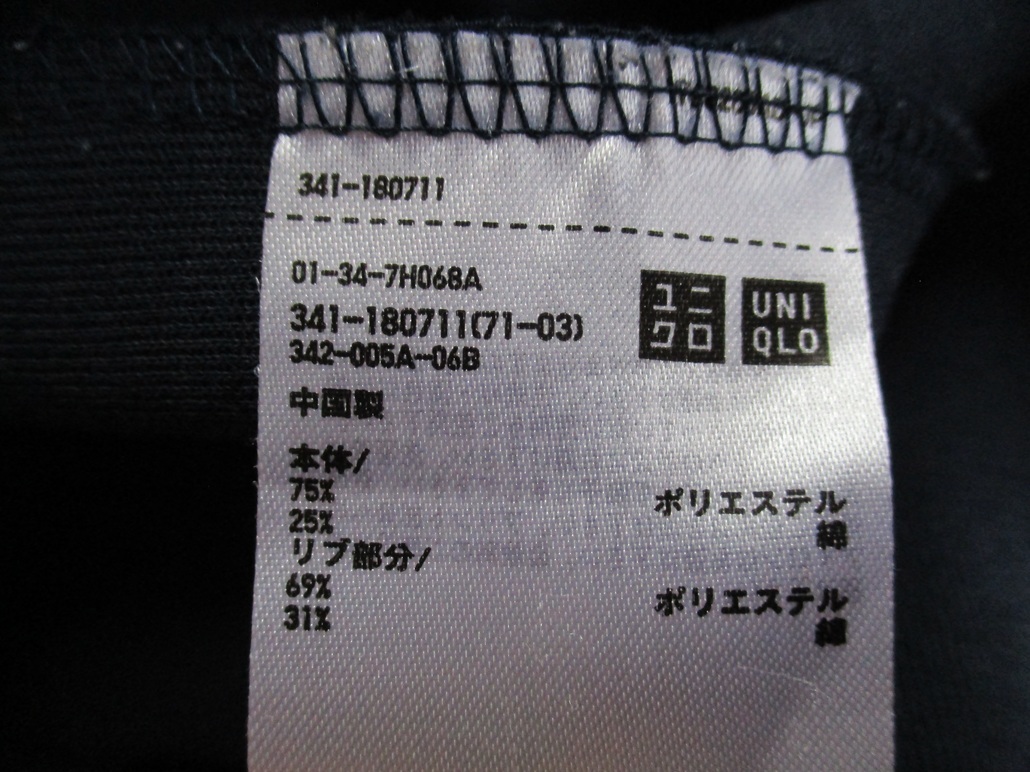 341-180711
01-34-7H068A
341-180711(71-03)
342-005A-06B
ユニクロ
UNIQLO
中国製
本体/
75% ポリエステル
25% 綿
リブ部分/
69% ポリエステル
31% 綿